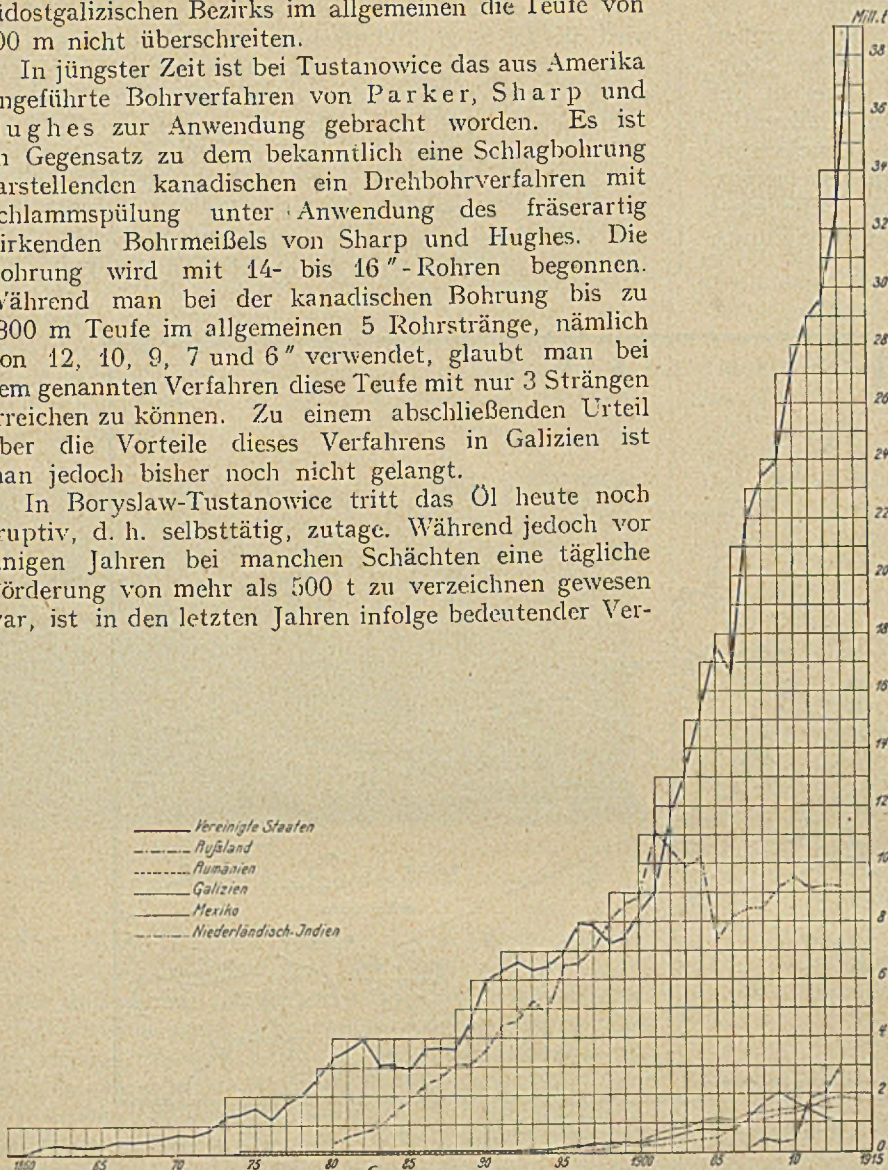 idostgalizischen Bezirks im allgemeinen die Teufe von
00 m nicht überschreiten.
In jüngster Zeit ist bei Tustanowice das aus Amerika
ngeführte Bohrverfahren von Parker, Sharp und
ughes zur Anwendung gebracht worden. Es ist
n Gegensatz zu dem bekanntlich eine Schlagbohrung
arstellenden kanadischen ein Drehbohrverfahren mit
chlammspülung unter Anwendung des fräserartig
irkenden Bohrmeißels von Sharp und Hughes. Die
ohrung wird mit 14- bis 16"-Rohren begonnen.
Während man bei der kanadischen Bohrung bis zu
300 m Teufe im allgemeinen 5 Rohrstränge, nämlich
on 12, 10, 9, 7 und 6" verwendet, glaubt man bei
em genannten Verfahren diese Teufe mit nur 3 Strängen
rreichen zu können. Zu einem abschließenden Urteil
ber die Vorteile dieses Verfahrens in Galizien ist
nan jedoch bisher noch nicht gelangt.
In Boryslaw-Tustanowice tritt das Öl heute noch
ruptiv, d. h. selbsttätig, zutage. Während jedoch vor
inigen Jahren bei manchen Schächten eine tägliche
örderung von mehr als 500 t zu verzeichnen gewesen
var, ist in den letzten Jahren infolge bedeutender Ver-
Mill.t
38
36
34
32
30
28
26
24
22
20
18
16
14
12
10
8
6
4
2
0
Vereinigte Staaten
Rußland
Rumänien
Galizien
Mexiko
Niederländisch-Indien
1860 65 70 75 80 85 90 95 1900 05 10 1915